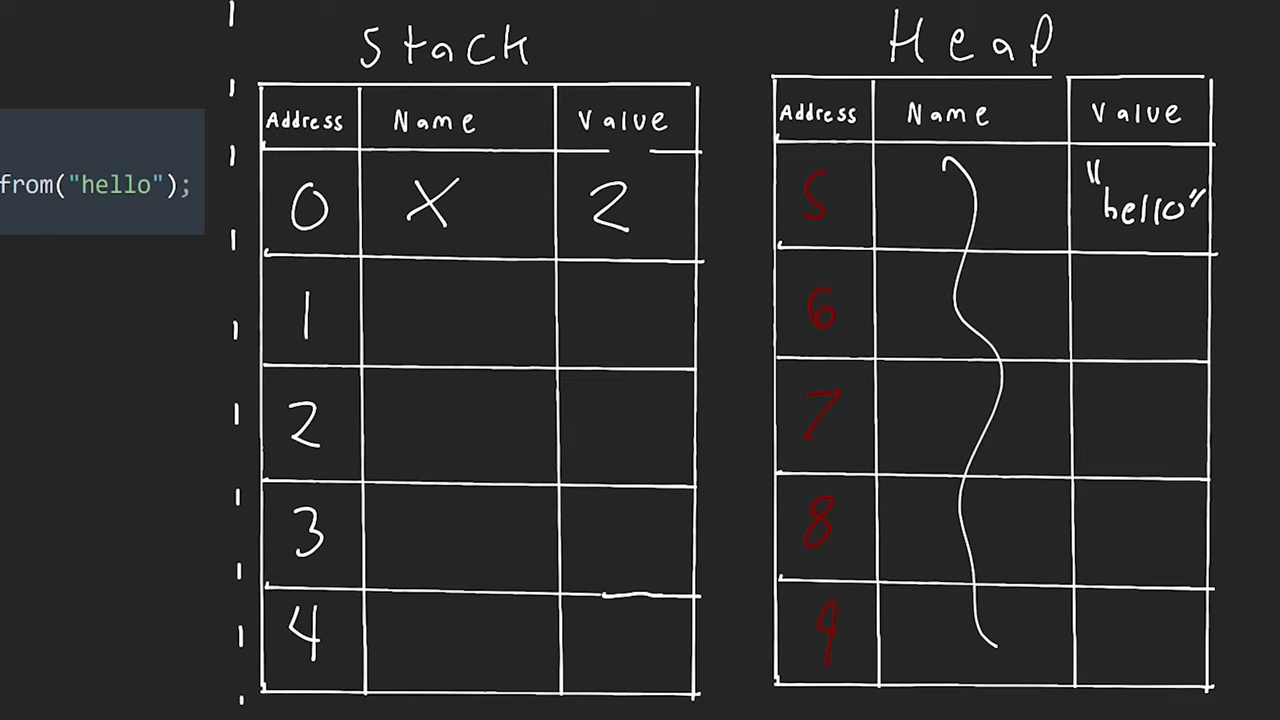 Stack
Heap
from("hello");
Address Name Value
0 X 2
1
2
3
4
Address Name Value
5 "hello"
6
7
8
9